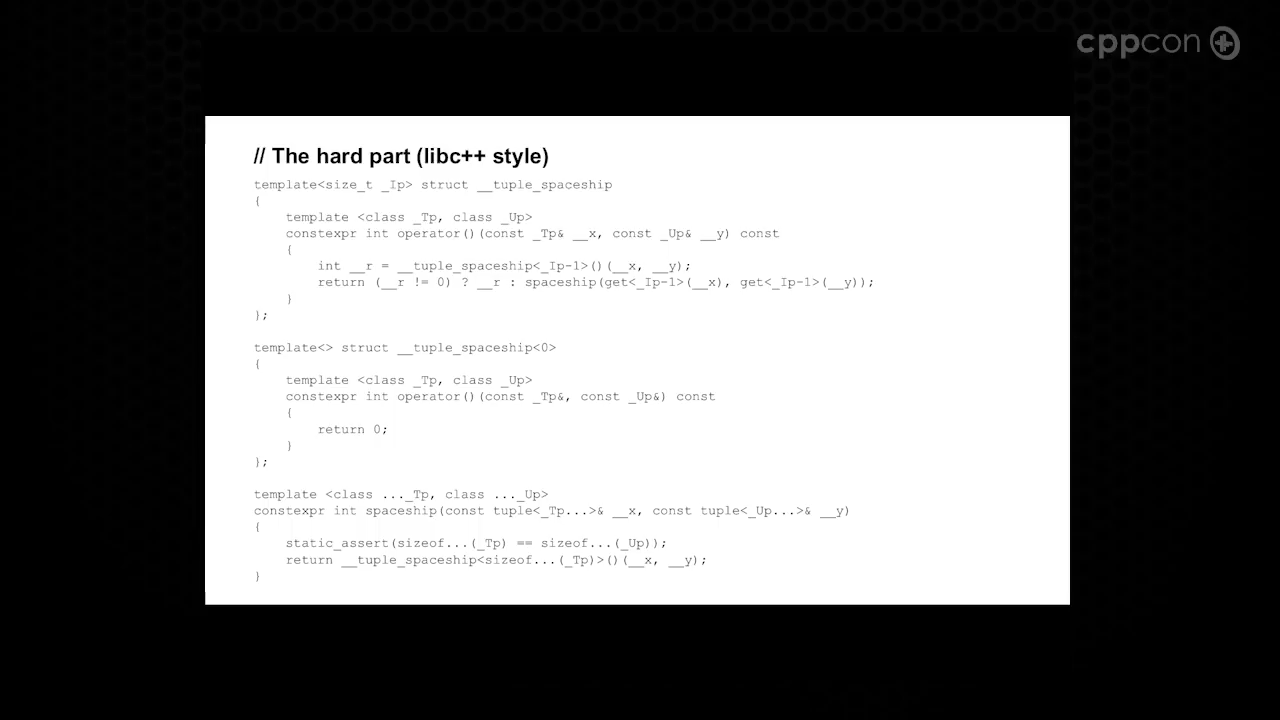 cppcon
// The hard part (libc++ style)
template<size_t _Ip> struct __tuple_spaceship
{
    template <class _Tp, class _Up>
    constexpr int operator()(const _Tp& __x, const _Up& __y) const
    {
        int __r = __tuple_spaceship<_Ip-1>()(__x, __y);
        return (__r != 0) ? __r : spaceship(get<_Ip-1>(__x), get<_Ip-1>(__y));
    }
};

template<> struct __tuple_spaceship<0>
{
    template <class _Tp, class _Up>
    constexpr int operator()(const _Tp&, const _Up&) const
    {
        return 0;
    }
};

template <class ..._Tp, class ..._Up>
constexpr int spaceship(const tuple<_Tp...>& __x, const tuple<_Up...>& __y)
{
    static_assert(sizeof...(_Tp) == sizeof...(_Up));
    return __tuple_spaceship<sizeof...(_Tp)>()(__x, __y);
}